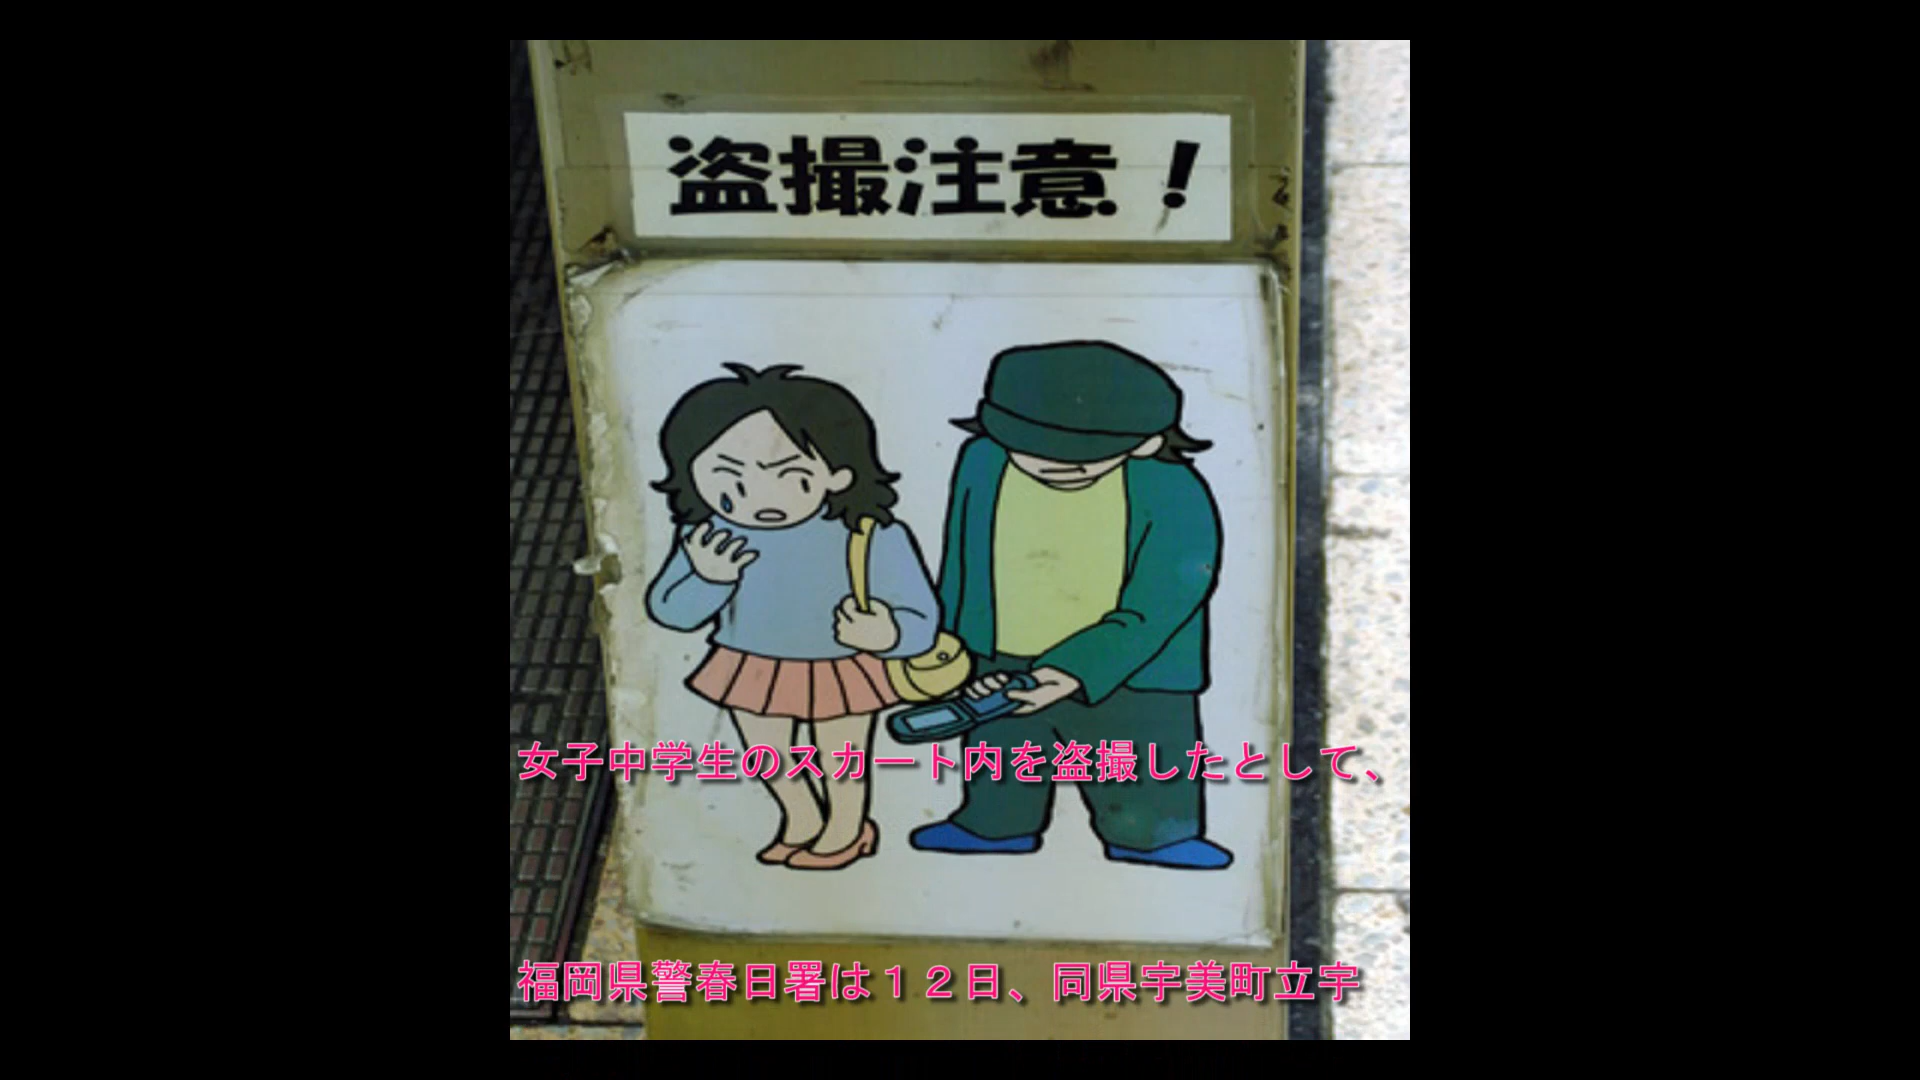 盗撮注意！
女子中学生のスカート内を盗撮したとして、
福岡県警春日署は１２日、同県宇美町立宇